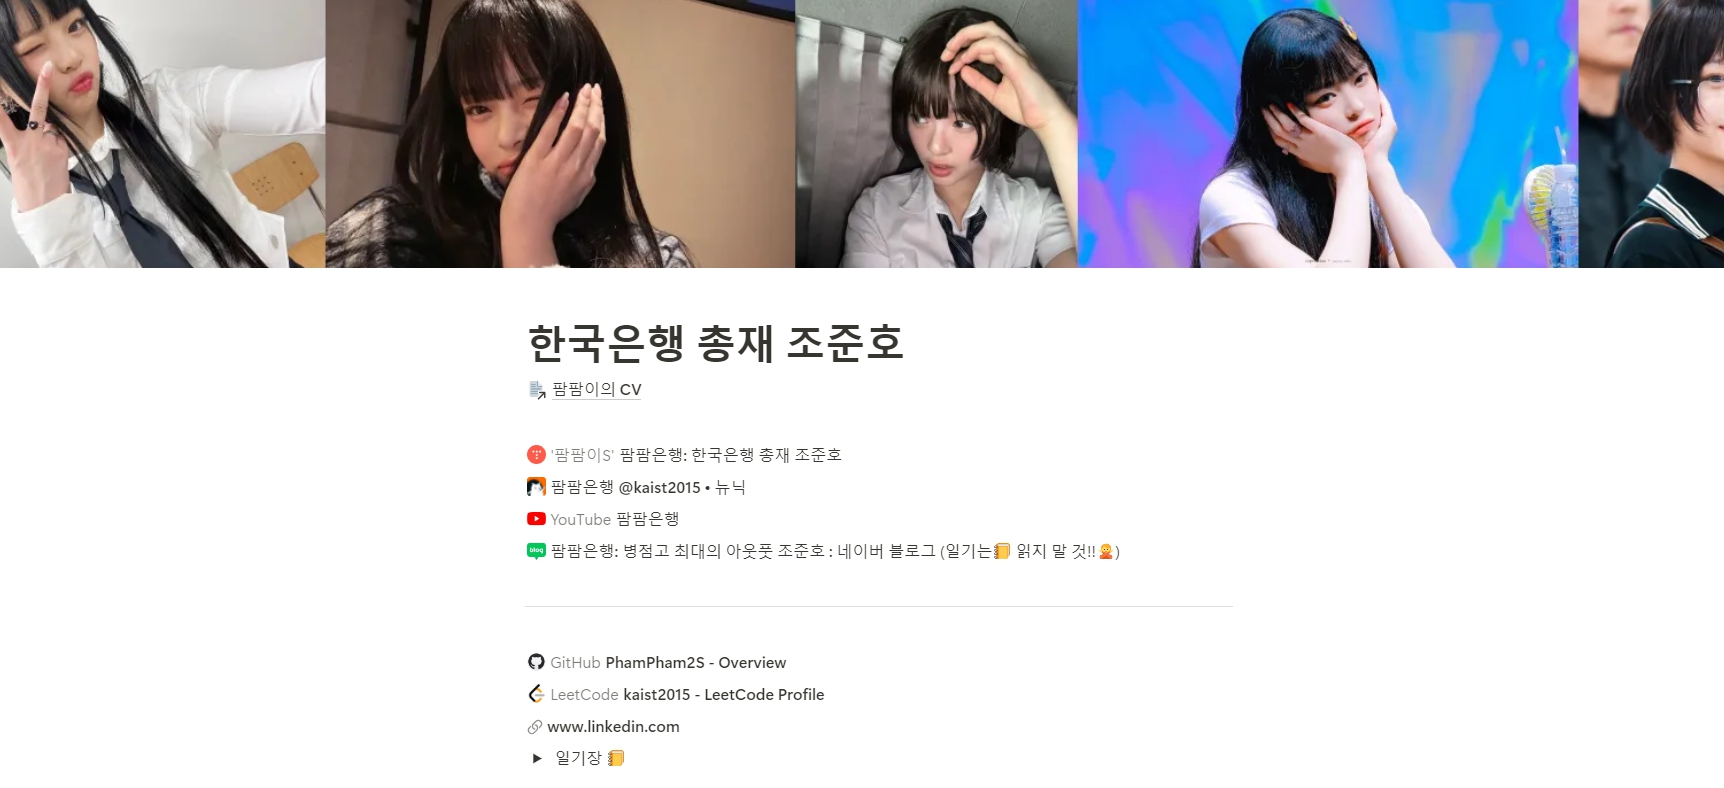 한국은행 총재 조준호
팜팜이의 CV
'팜팜이S' 팜팜은행: 한국은행 총재 조준호
팜팜은행 @kaist2015 • 뉴닉
YouTube 팜팜은행
blog 팜팜은행: 병점고 최대의 아웃풋 조준호 : 네이버 블로그 (일기는📔 읽지 말 것!!🙅)
GitHub PhamPham2S - Overview
LeetCode kaist2015 - LeetCode Profile
www.linkedin.com
일기장 📔